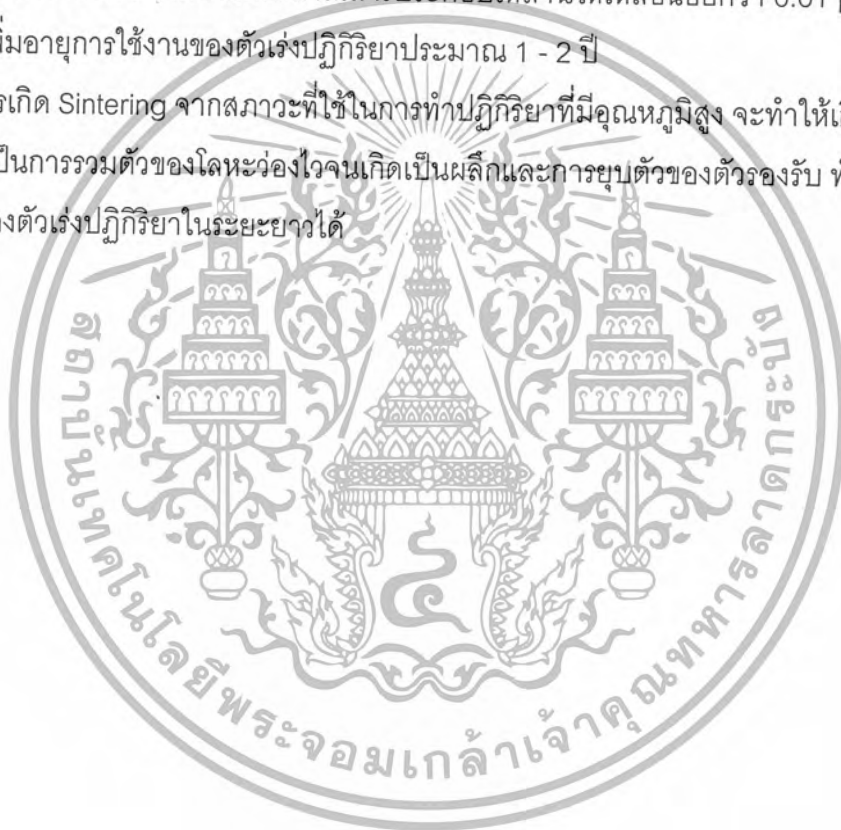 0.01
พิ่มอายุการใช้งานของตัวเร่งปฏิกิริยาประมาณ 1 - 2 ปี
รเกิด Sintering จากสภาวะที่ใช้ในการทำปฏิกิริยาที่มีอุณหภูมิสูง จะทำให้เ
ป็นการรวมตัวของโลหะว่องไวจนเกิดเป็นผลึกและการยุบตัวของตัวรองรับ ท
งตัวเร่งปฏิกิริยาในระยะยาวได้
สถาบันเทคโนโลยีพระจอมเกล้าเจ้าคุณทหารลาดกระบัง